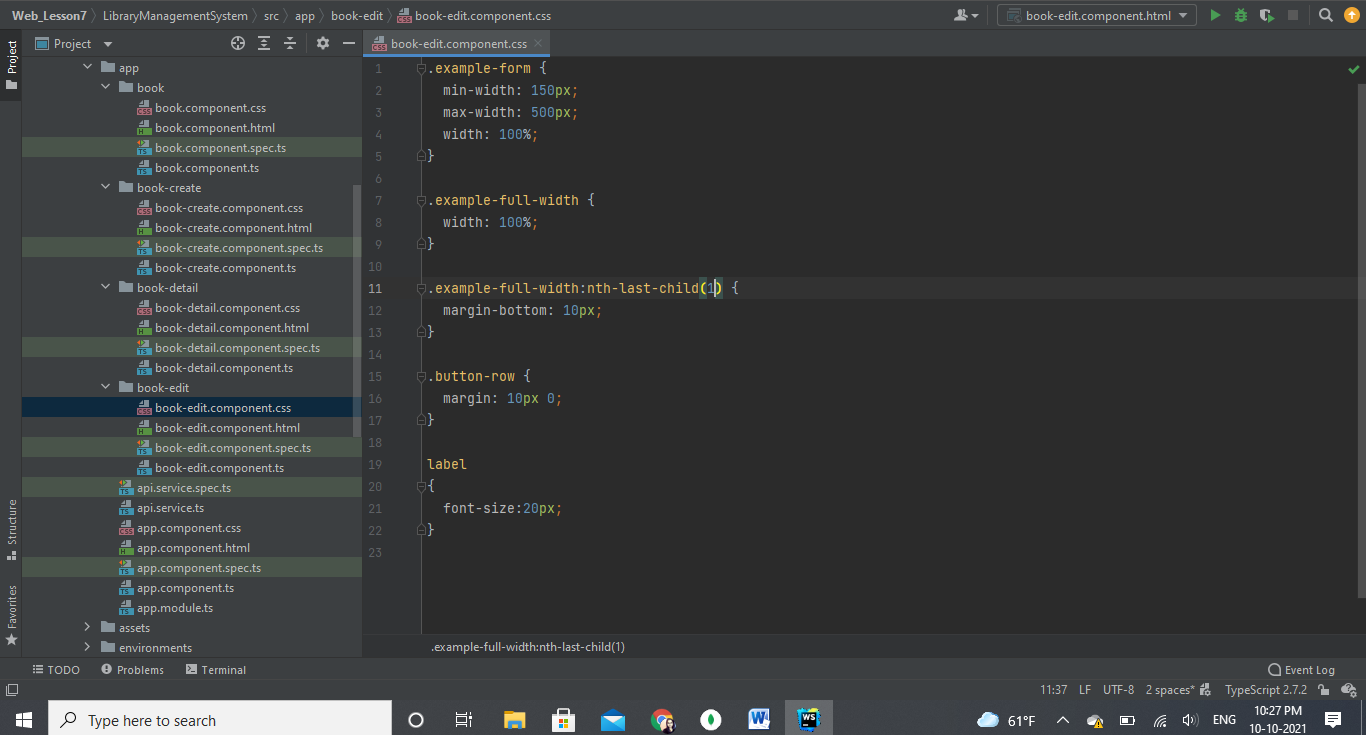 Web_Lesson7 LibraryManagementSystem src app book-edit book-edit.component.css book-edit.component.html
Project
Project
Structure
Favorites
app
book
book.component.css
book.component.html
book.component.spec.ts
book.component.ts
book-create
book-create.component.css
book-create.component.html
book-create.component.spec.ts
book-create.component.ts
book-detail
book-detail.component.css
book-detail.component.html
book-detail.component.spec.ts
book-detail.component.ts
book-edit
book-edit.component.css
book-edit.component.html
book-edit.component.spec.ts
book-edit.component.ts
api.service.spec.ts
api.service.ts
app.component.css
app.component.html
app.component.spec.ts
app.component.ts
app.module.ts
assets
environments
book-edit.component.css
1 .example-form {
2 min-width: 150px;
3 max-width: 500px;
4 width: 100%;
5 }
6
7 .example-full-width {
8 width: 100%;
9 }
10
11 .example-full-width:nth-last-child(1) {
12 margin-bottom: 10px;
13 }
14
15 .button-row {
16 margin: 10px 0;
17 }
18
19 label
20 {
21 font-size:20px;
22 }
23
.example-full-width:nth-last-child(1)
TODO Problems Terminal Event Log
11:37 LF UTF-8 2 spaces* TypeScript 2.7.2
Type here to search 61°F ENG 10:27 PM
10-10-2021